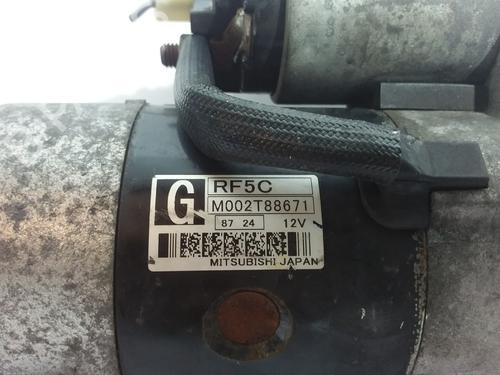 G RF5C
M002T88671
87 24 12V
MITSUBISHI JAPAN